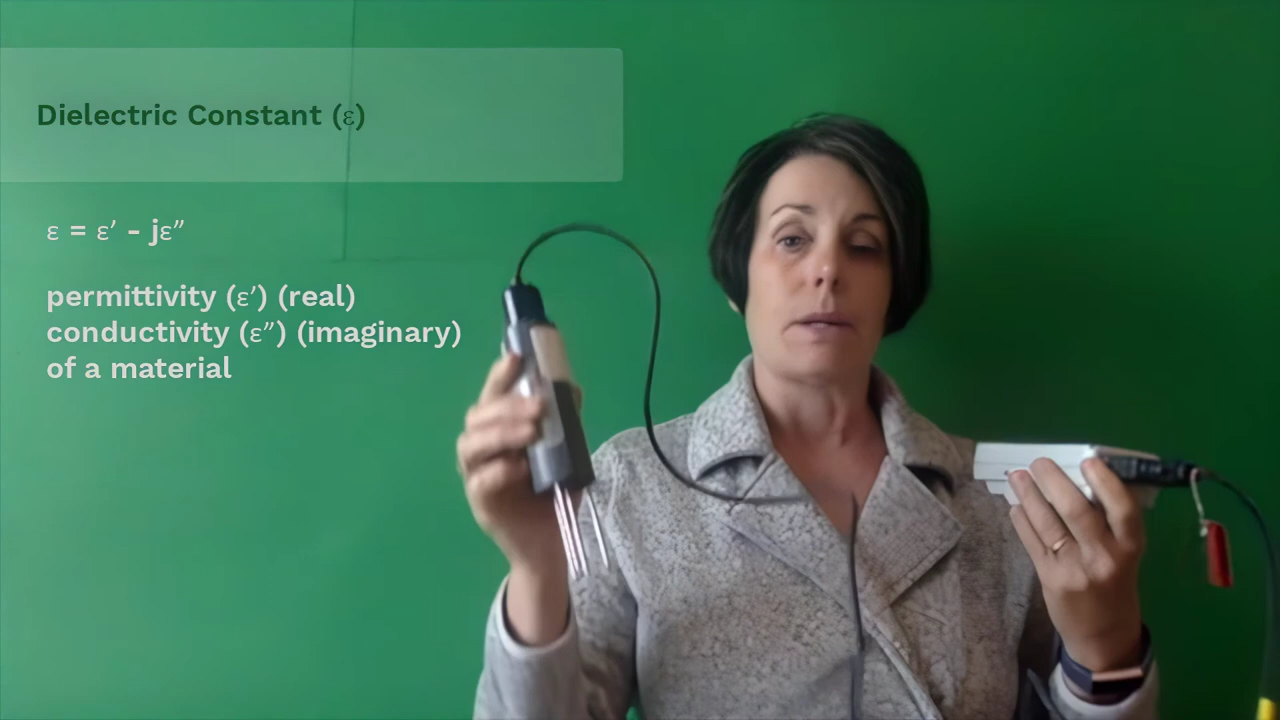 Dielectric Constant (ε)
ε = ε′ - jε″
permittivity (ε′) (real)
conductivity (ε″) (imaginary)
of a material